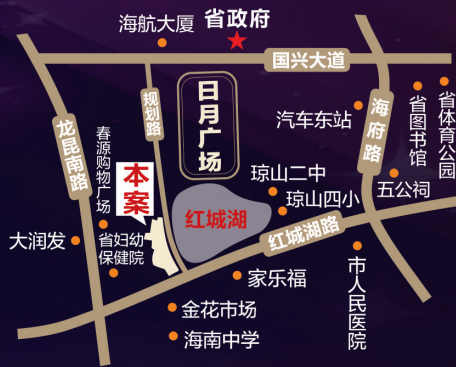 省政府
海航大厦
国兴大道
日月广场
规划路
龙昆南路
春源购物广场
本案
汽车东站
海府路
省图书馆
省体育公园
琼山二中
琼山四小
五公祠
红城湖
红城湖路
大润发
省妇幼
保健院
家乐福
市人民医院
金花市场
海南中学